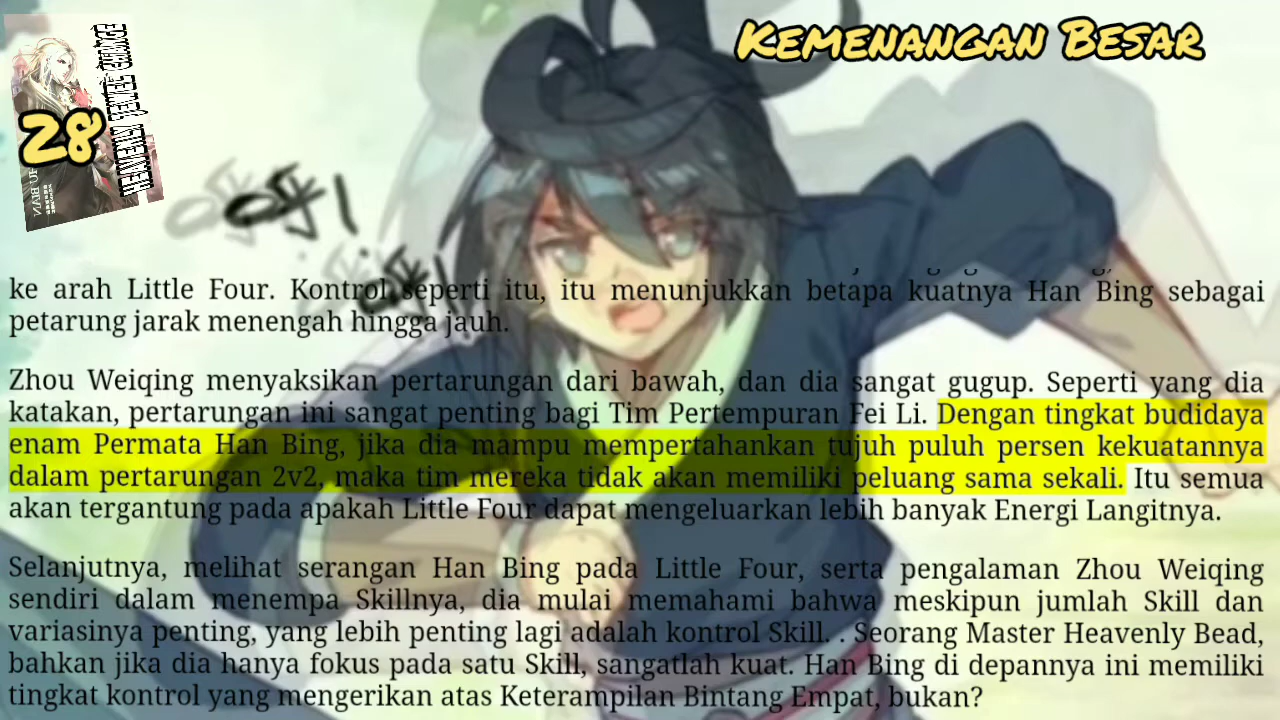 Kemenangan Besar
28
HEAVENLY JEWEL CHANGE
呼!
呼!
ke arah Little Four. Kontrol seperti itu, itu menunjukkan betapa kuatnya Han Bing sebagai
petarung jarak menengah hingga jauh.
Zhou Weiqing menyaksikan pertarungan dari bawah, dan dia sangat gugup. Seperti yang dia
katakan, pertarungan ini sangat penting bagi Tim Pertempuran Fei Li. Dengan tingkat budidaya
enam Permata Han Bing, jika dia mampu mempertahankan tujuh puluh persen kekuatannya
dalam pertarungan 2v2, maka tim mereka tidak akan memiliki peluang sama sekali. Itu semua
akan tergantung pada apakah Little Four dapat mengeluarkan lebih banyak Energi Langitnya.
Selanjutnya, melihat serangan Han Bing pada Little Four, serta pengalaman Zhou Weiqing
sendiri dalam menempa Skillnya, dia mulai memahami bahwa meskipun jumlah Skill dan
variasinya penting, yang lebih penting lagi adalah kontrol Skill. . Seorang Master Heavenly Bead,
bahkan jika dia hanya fokus pada satu Skill, sangatlah kuat. Han Bing di depannya ini memiliki
tingkat kontrol yang mengerikan atas Keterampilan Bintang Empat, bukan?